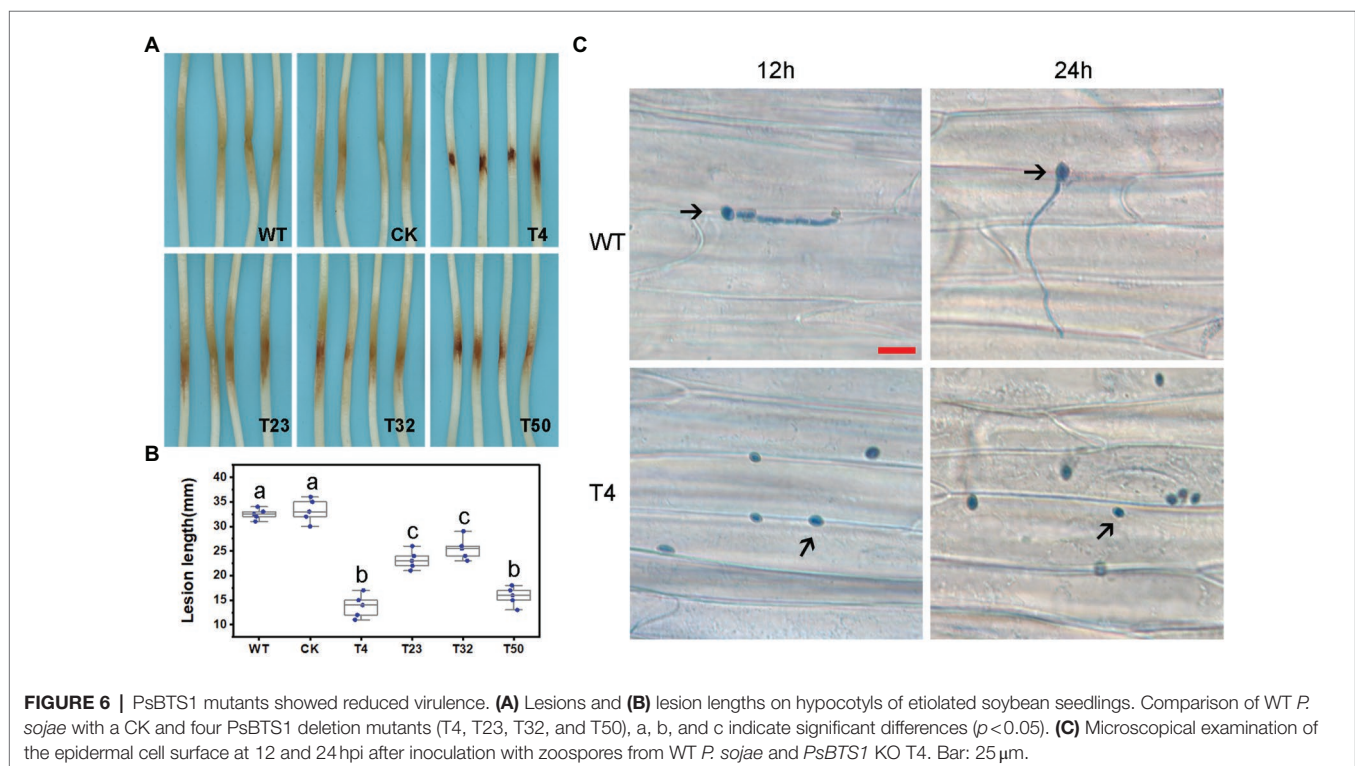 A
WT
CK
T4
T23
T32
T50
B
Lesion length(mm)
40
35
30
25
20
15
10
a
a
b
c
c
b
WT
CK
T4
T23
T32
T50
C
12h
24h
WT
T4
FIGURE 6 | PsBTS1 mutants showed reduced virulence. (A) Lesions and (B) lesion lengths on hypocotyls of etiolated soybean seedlings. Comparison of WT P.
sojae with a CK and four PsBTS1 deletion mutants (T4, T23, T32, and T50), a, b, and c indicate significant differences (p < 0.05). (C) Microscopical examination of
the epidermal cell surface at 12 and 24 hpi after inoculation with zoospores from WT P. sojae and PsBTS1 KO T4. Bar: 25 μm.